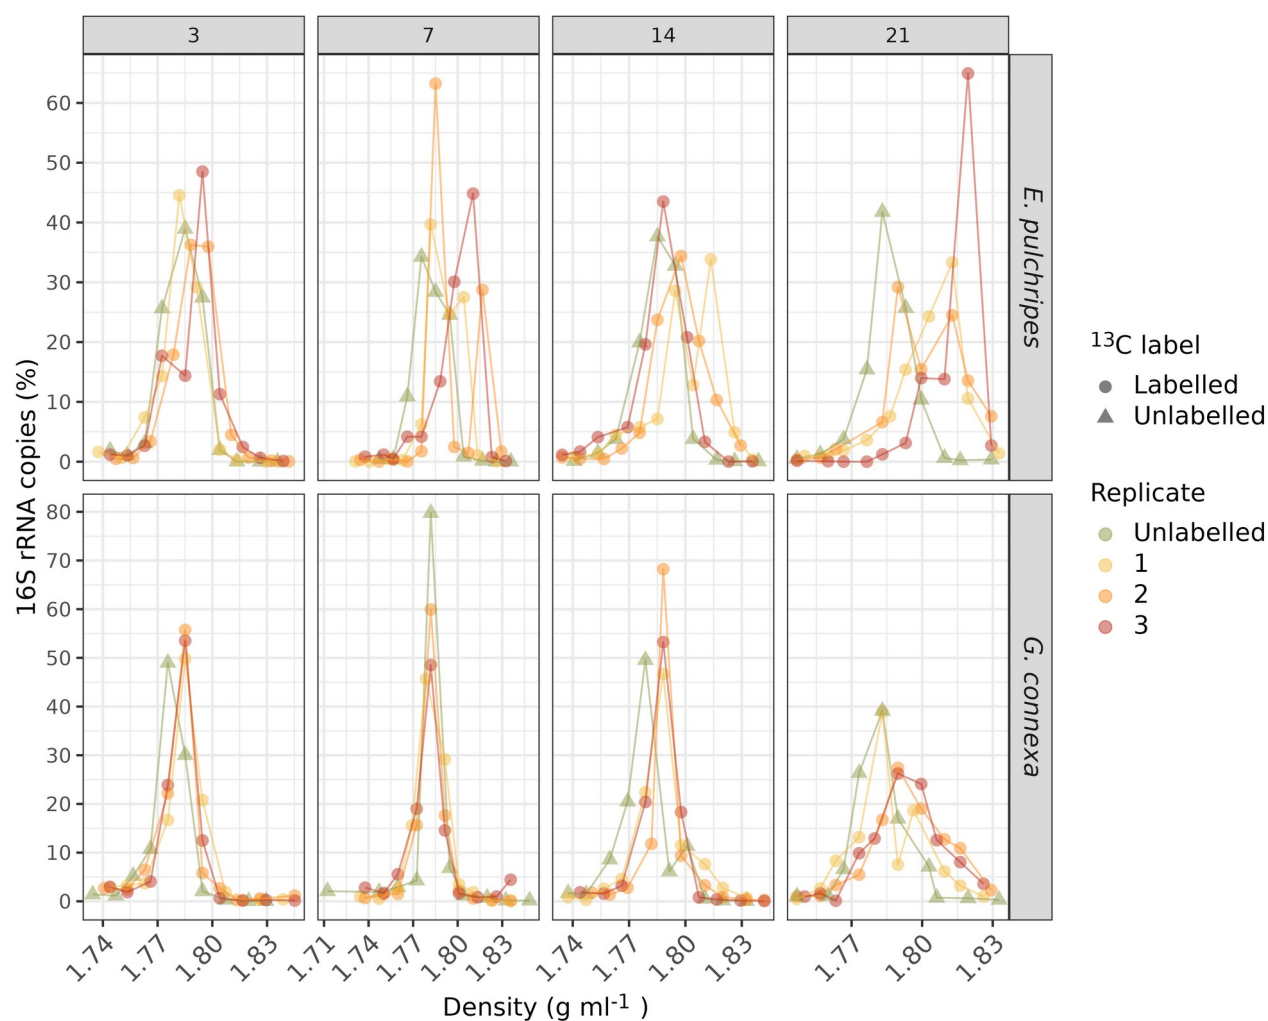 3 7 14 21
60
50
40
30
20
10
0
E. pulchripes
80
70
60
50
40
30
20
10
0
G. connexa
16S rRNA copies (%)
1.74 1.77 1.80 1.83 1.71 1.74 1.77 1.80 1.83 1.74 1.77 1.80 1.83 1.77 1.80 1.83
Density (g ml⁻¹ )
¹³C label
Labelled
Unlabelled
Replicate
Unlabelled
1
2
3